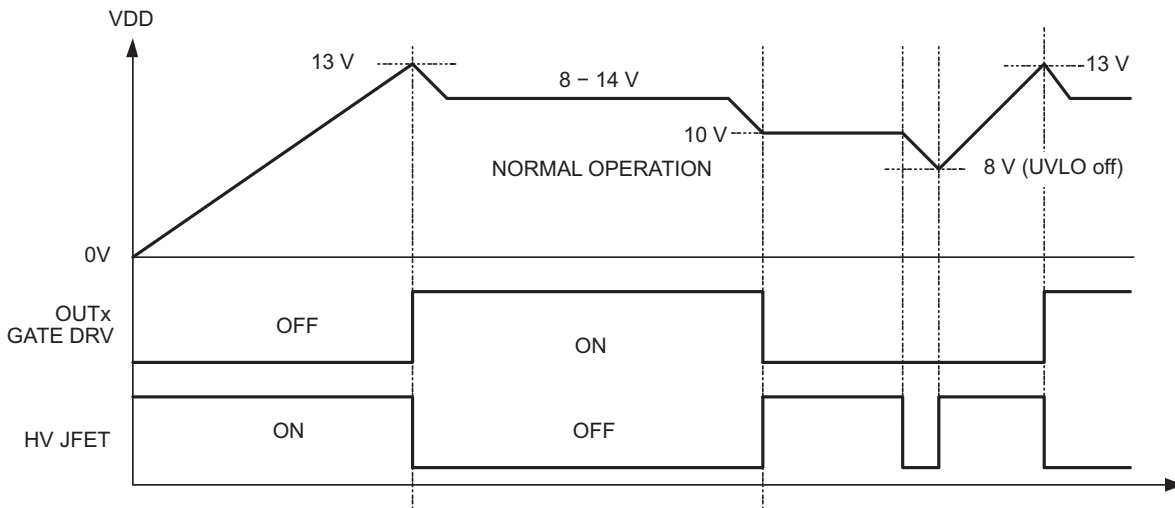 VDD
13 V
8 − 14 V
13 V
10 V
NORMAL OPERATION
8 V (UVLO off)
0V
OUTx
GATE DRV
OFF
ON
HV JFET
ON
OFF